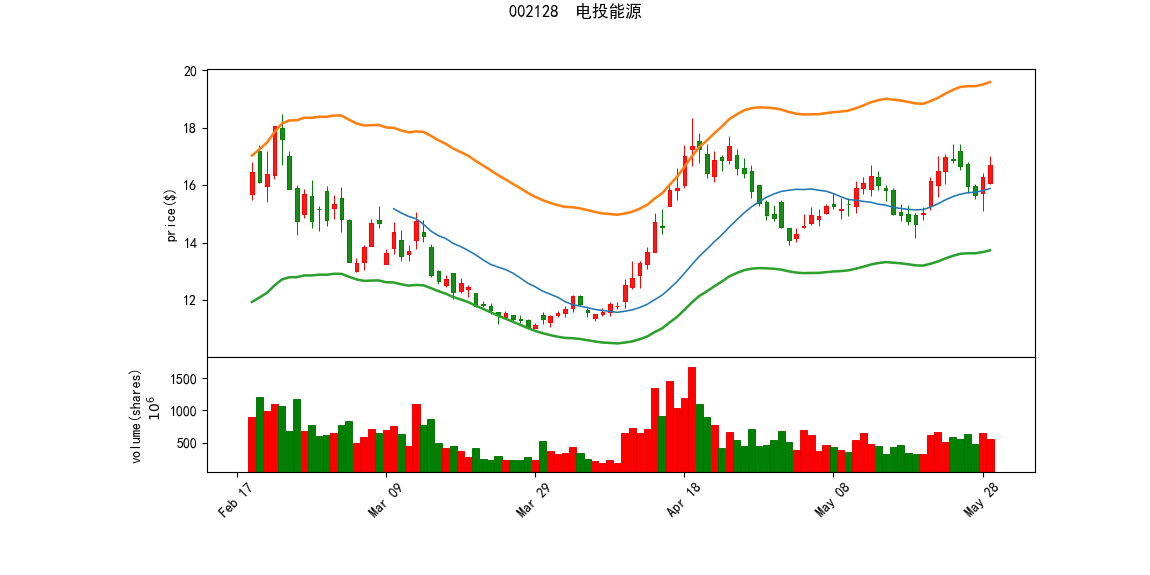 002128  电投能源
price($)
20
18
16
14
12
volume(shares)
10^6
1500
1000
500
Feb 17
Mar 09
Mar 29
Apr 18
May 08
May 28